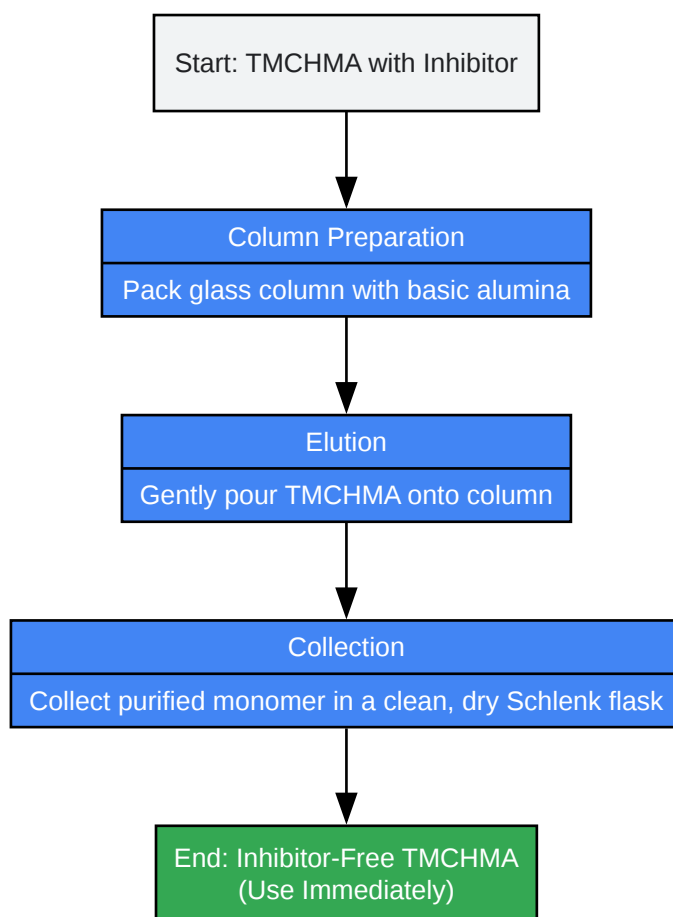 Start: TMCHMA with Inhibitor
Column Preparation
Pack glass column with basic alumina
Elution
Gently pour TMCHMA onto column
Collection
Collect purified monomer in a clean, dry Schlenk flask
End: Inhibitor-Free TMCHMA
(Use Immediately)